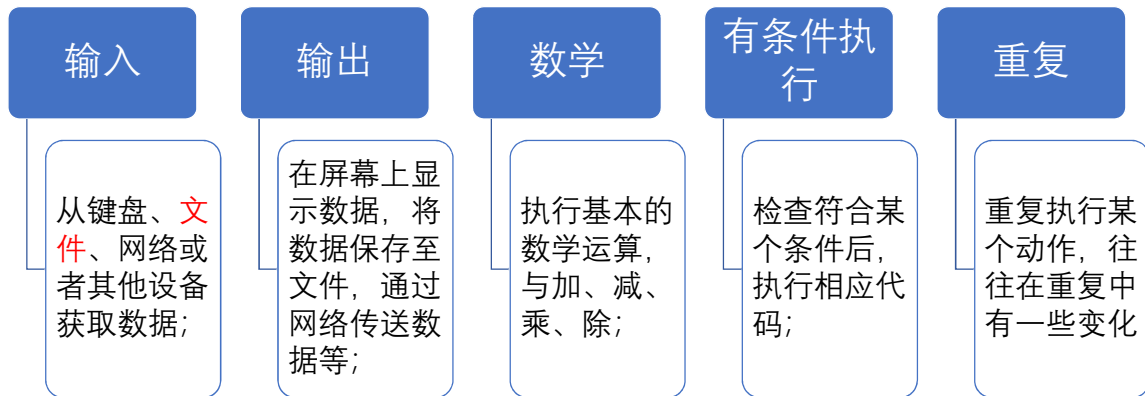 输入
从键盘、文
件、网络或
者其他设备
获取数据；
输出
在屏幕上显
示数据，将
数据保存至
文件，通过
网络传送数
据等；
数学
执行基本的
数学运算，
与加、减、
乘、除；
有条件执
行
检查符合某
个条件后，
执行相应代
码；
重复
重复执行某
个动作，往
往在重复中
有一些变化